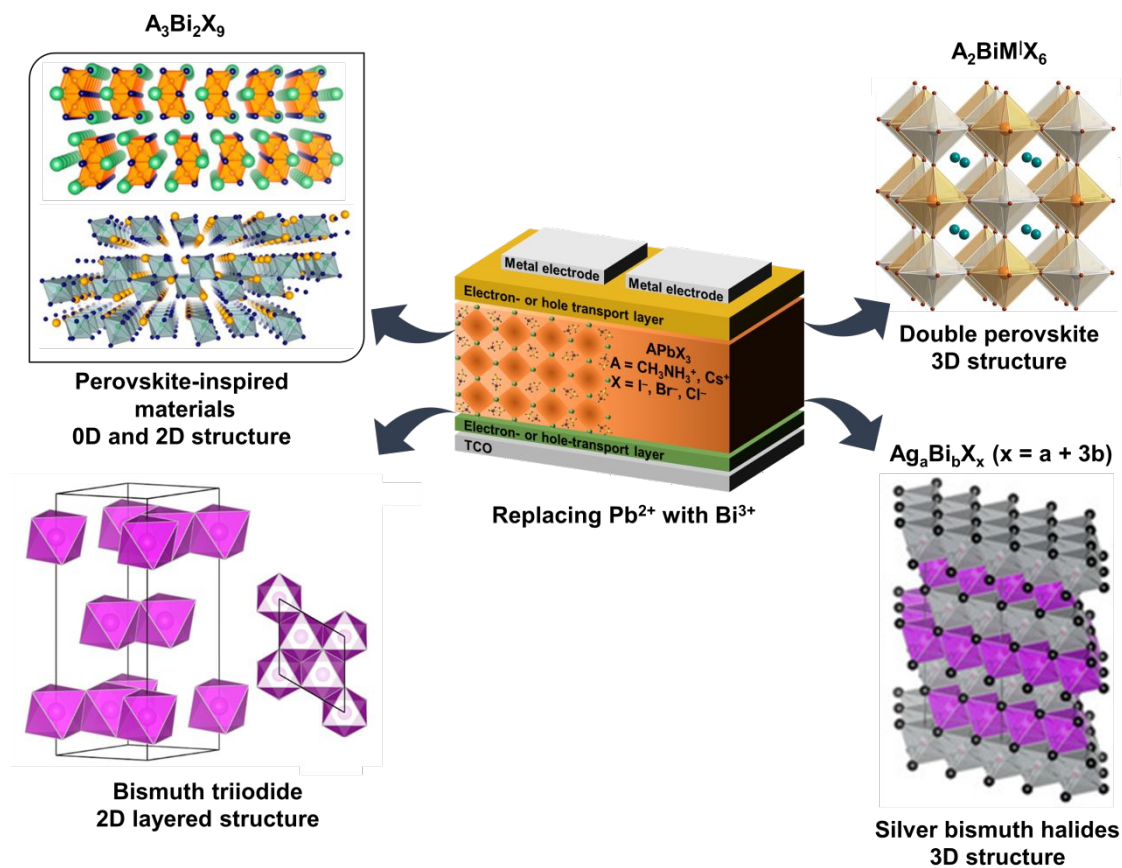 A₃Bi₂X₉
Perovskite-inspired
materials
0D and 2D structure
A₂BiMᴵX₆
Double perovskite
3D structure
Metal electrode
Metal electrode
Electron- or hole transport layer
APbX₃
A = CH₃NH₃⁺, Cs⁺
X = I⁻, Br⁻, Cl⁻
Electron- or hole-transport layer
TCO
Replacing Pb²⁺ with Bi³⁺
Bismuth triiodide
2D layered structure
AgₐBi_bXₓ (x = a + 3b)
Silver bismuth halides
3D structure